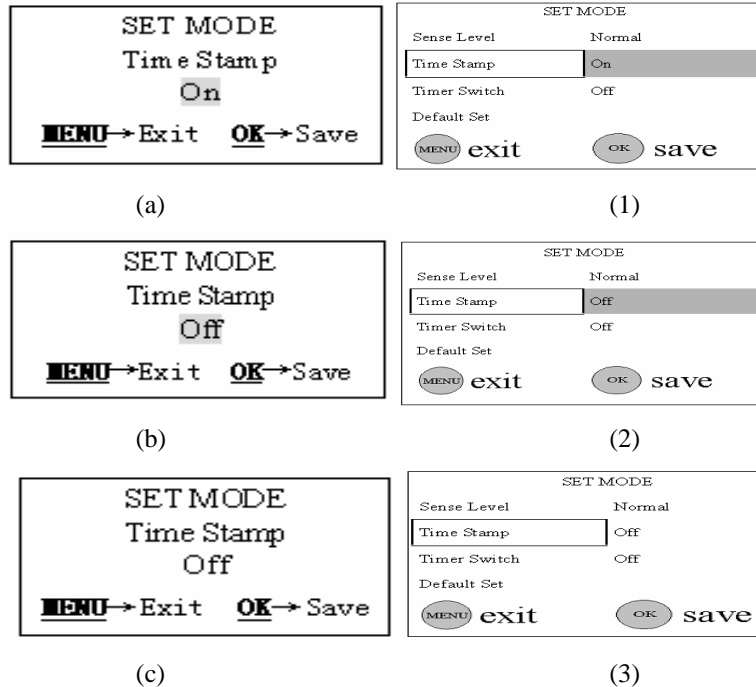 SET MODE
Time Stamp
On
MENU→Exit OK→Save
(a)
SET MODE
Sense Level Normal
Time Stamp On
Timer Switch Off
Default Set
MENU exit OK save
(1)
SET MODE
Time Stamp
Off
MENU→Exit OK→Save
(b)
SET MODE
Sense Level Normal
Time Stamp Off
Timer Switch Off
Default Set
MENU exit OK save
(2)
SET MODE
Time Stamp
Off
MENU→Exit OK→Save
(c)
SET MODE
Sense Level Normal
Time Stamp Off
Timer Switch Off
Default Set
MENU exit OK save
(3)